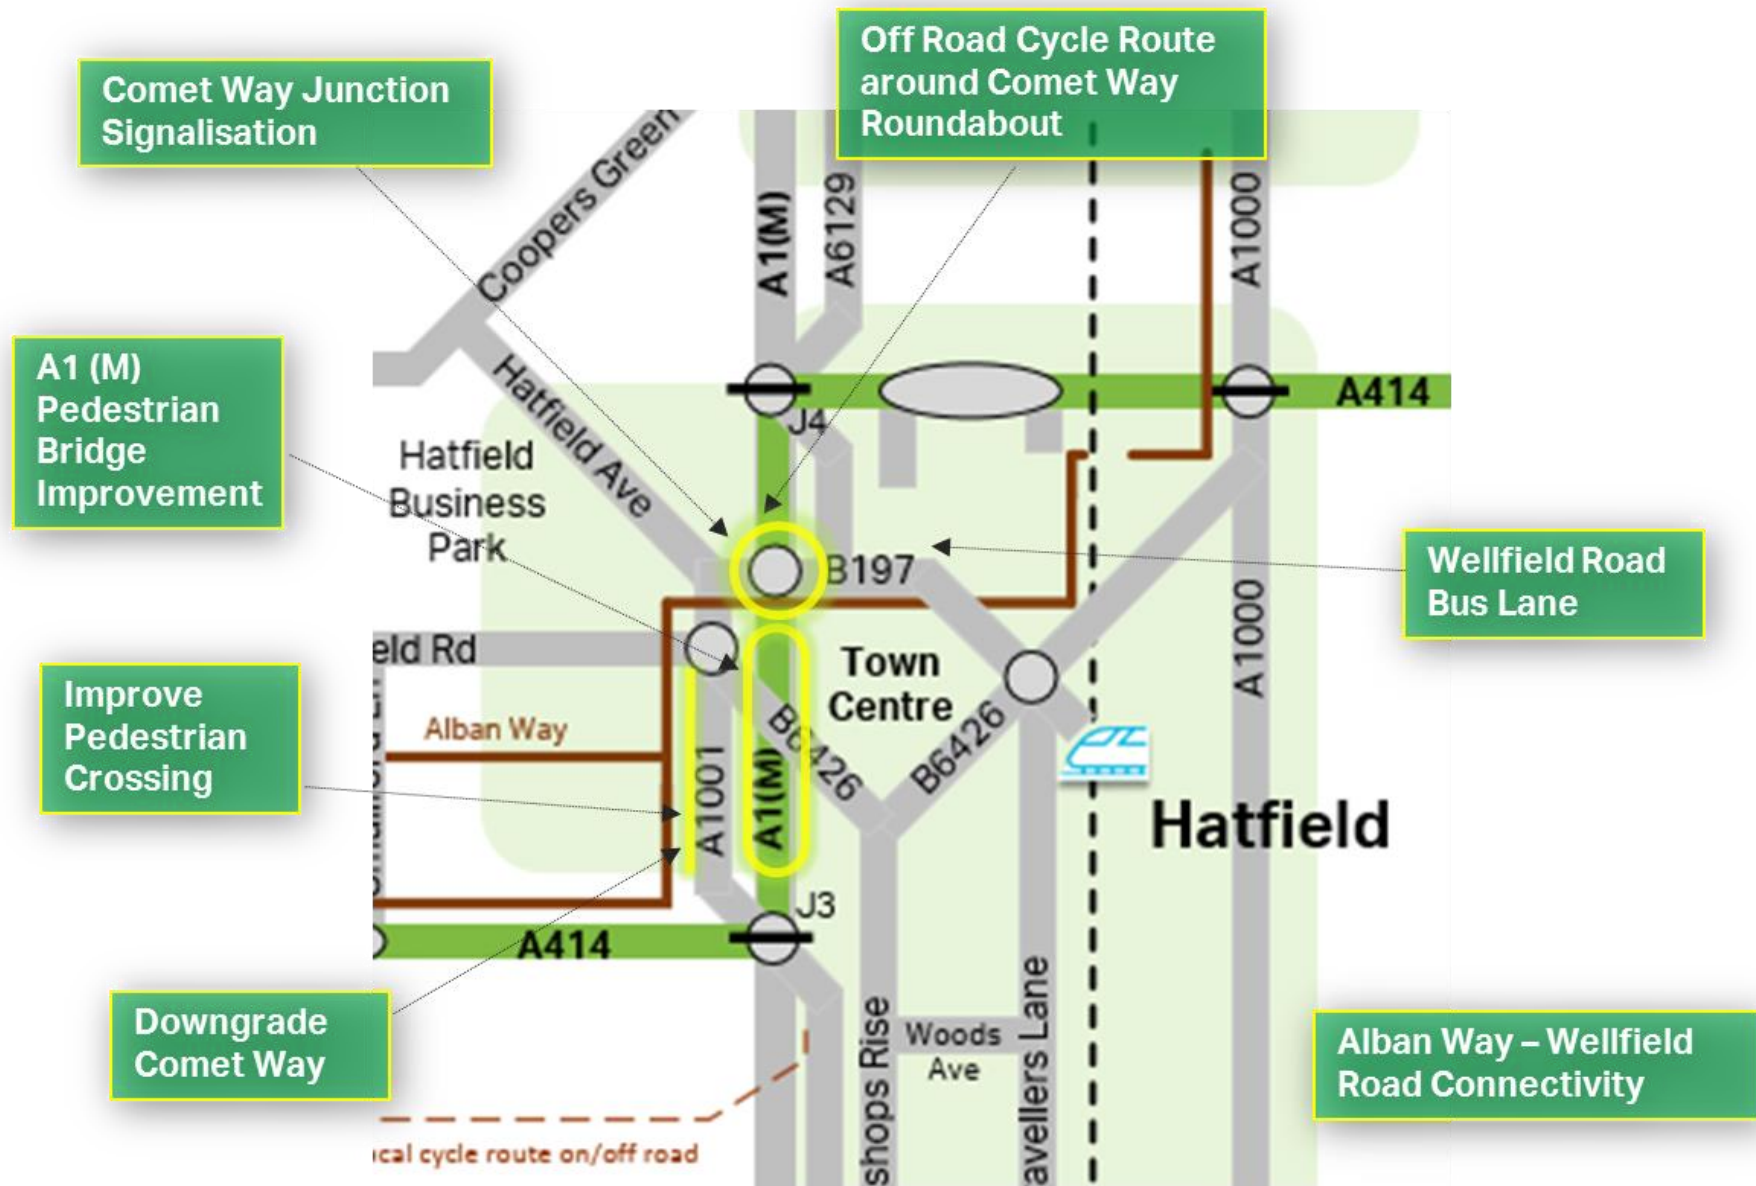 Off Road Cycle Route
around Comet Way
Roundabout
Comet Way Junction
Signalisation
Coopers Green
A1(M)
A6129
A1000
A1 (M)
Pedestrian
Bridge
Improvement
Hatfield Ave
A414
J4
Hatfield
Business
Park
B197
Wellfield Road
Bus Lane
A1000
eld Rd
Town
Centre
Improve
Pedestrian
Crossing
Alban Way
B6426
B6426
A1001
A1(M)
Hatfield
J3
A414
Downgrade
Comet Way
shops Rise
Woods
Ave
avellers Lane
Alban Way – Wellfield
Road Connectivity
cal cycle route on/off road